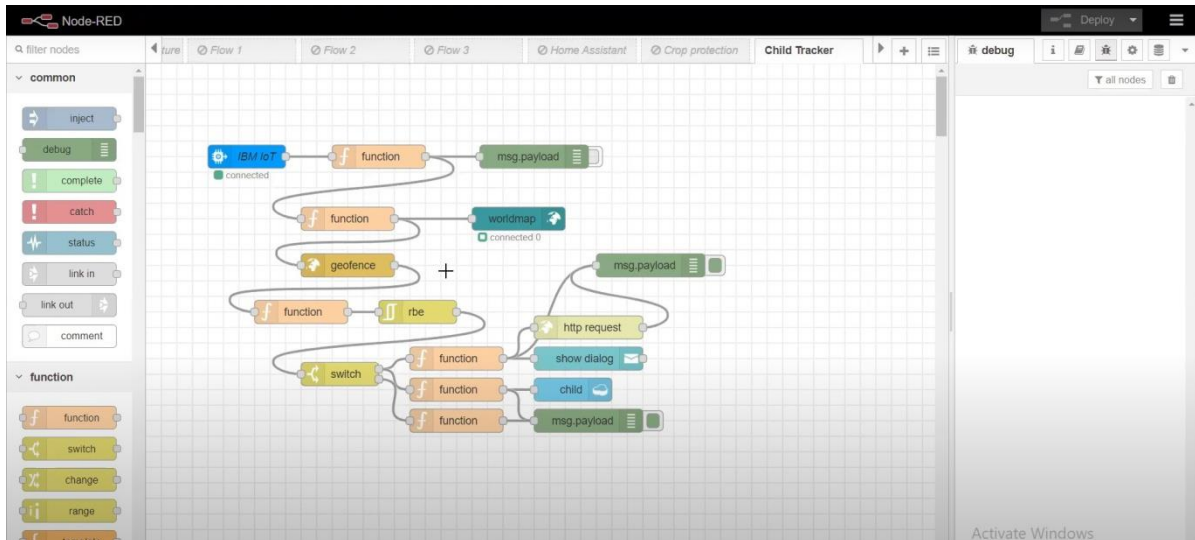 Node-RED
Deploy
filter nodes
ture
Flow 1
Flow 2
Flow 3
Home Assistant
Crop protection
Child Tracker
debug
i
all nodes
common
inject
debug
complete
catch
status
link in
link out
comment
function
function
switch
change
range
template
IBM IoT
connected
function
msg.payload
function
worldmap
connected 0
geofence
msg.payload
function
rbe
http request
switch
function
show dialog
function
child
function
msg.payload
Activate Windows